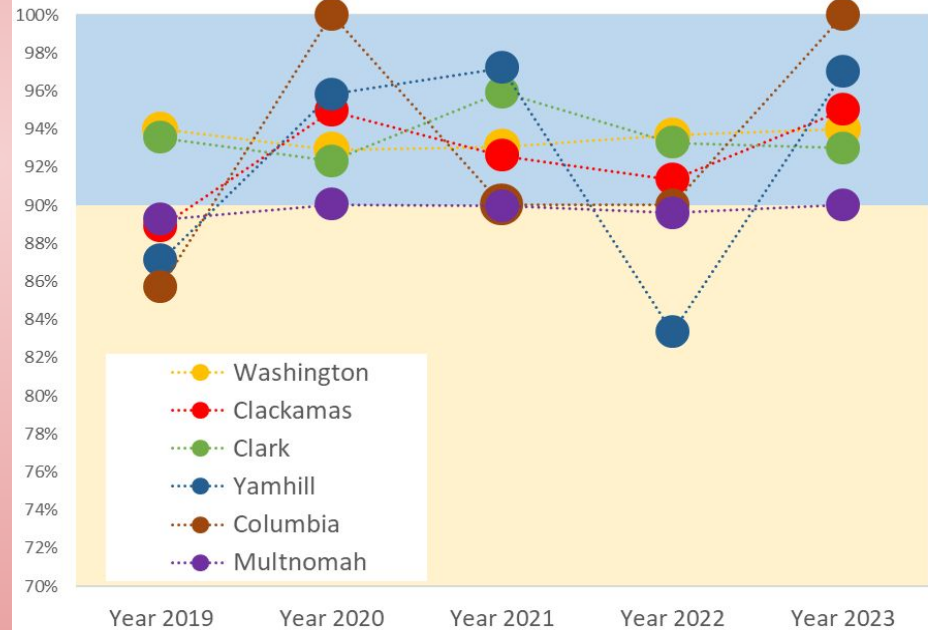 100%
98%
96%
94%
92%
90%
88%
86%
84%
82%
80%
78%
76%
74%
72%
70%
Washington
Clackamas
Clark
Yamhill
Columbia
Multnomah
Year 2019 Year 2020 Year 2021 Year 2022 Year 2023